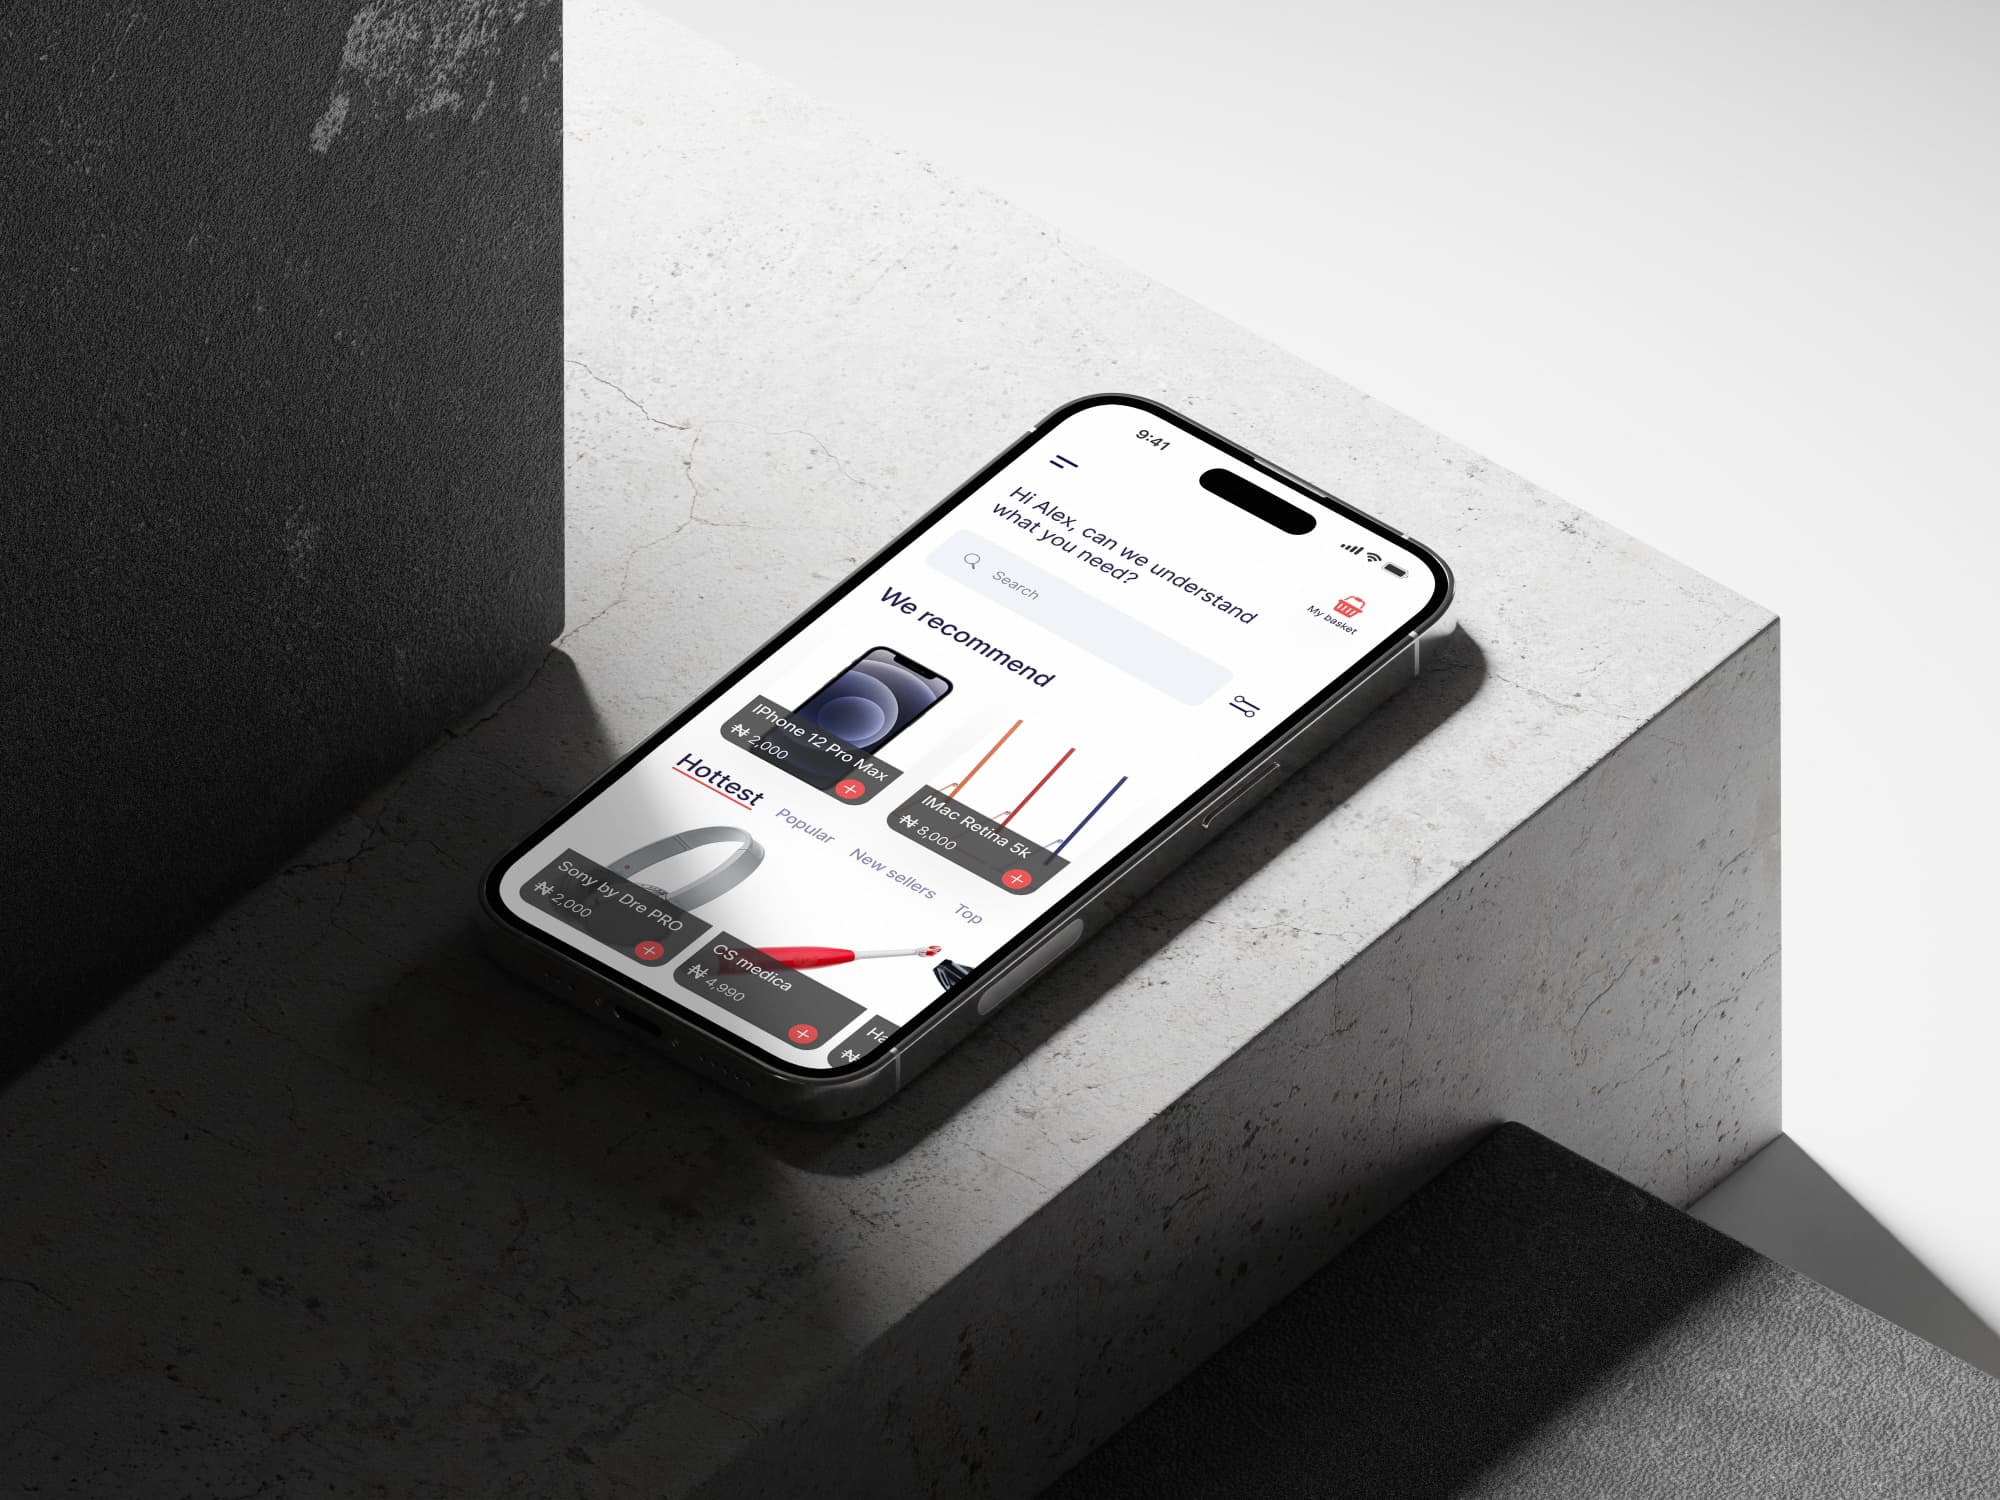 9:41
Hi Alex, can we understand
what you need?
My basket
Search
We recommend
IPhone 12 Pro Max
₦ 2,000
IMac Retina 5k
₦ 8,000
Hottest
Popular
New sellers
Top
Sony by Dre PRO
₦ 2,000
CS medica
₦ 4,990
Ha
₦